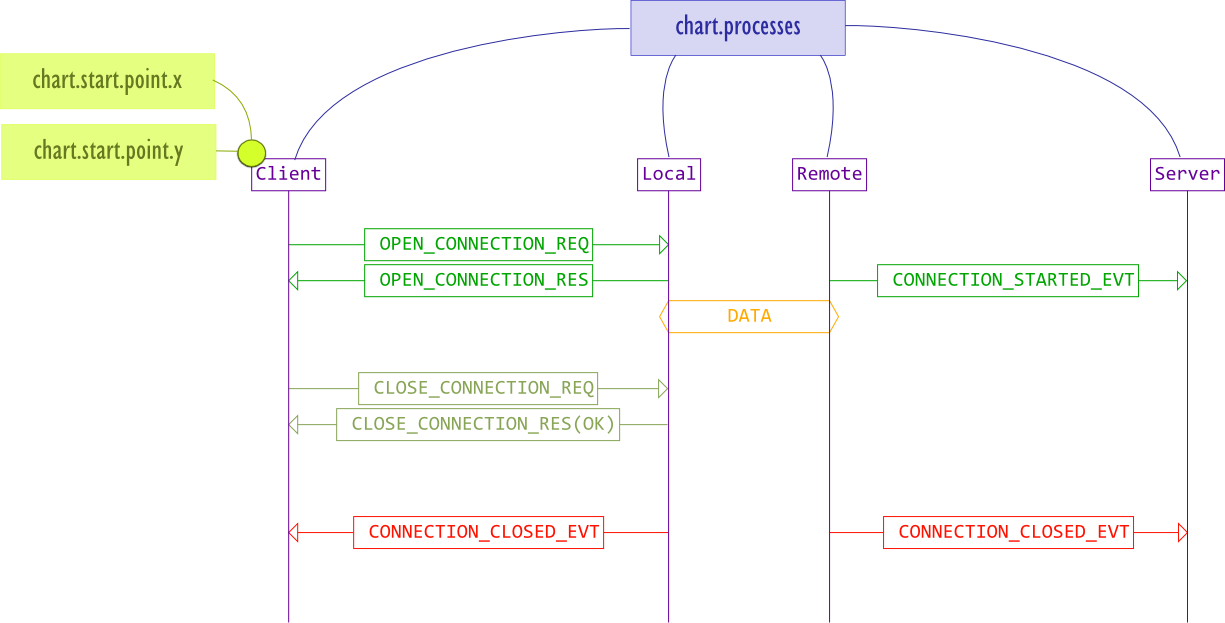 chart.processes
chart.start.point.x
chart.start.point.y
Client
Local
Remote
Server
OPEN_CONNECTION_REQ
OPEN_CONNECTION_RES
CONNECTION_STARTED_EVT
DATA
CLOSE_CONNECTION_REQ
CLOSE_CONNECTION_RES(OK)
CONNECTION_CLOSED_EVT
CONNECTION_CLOSED_EVT